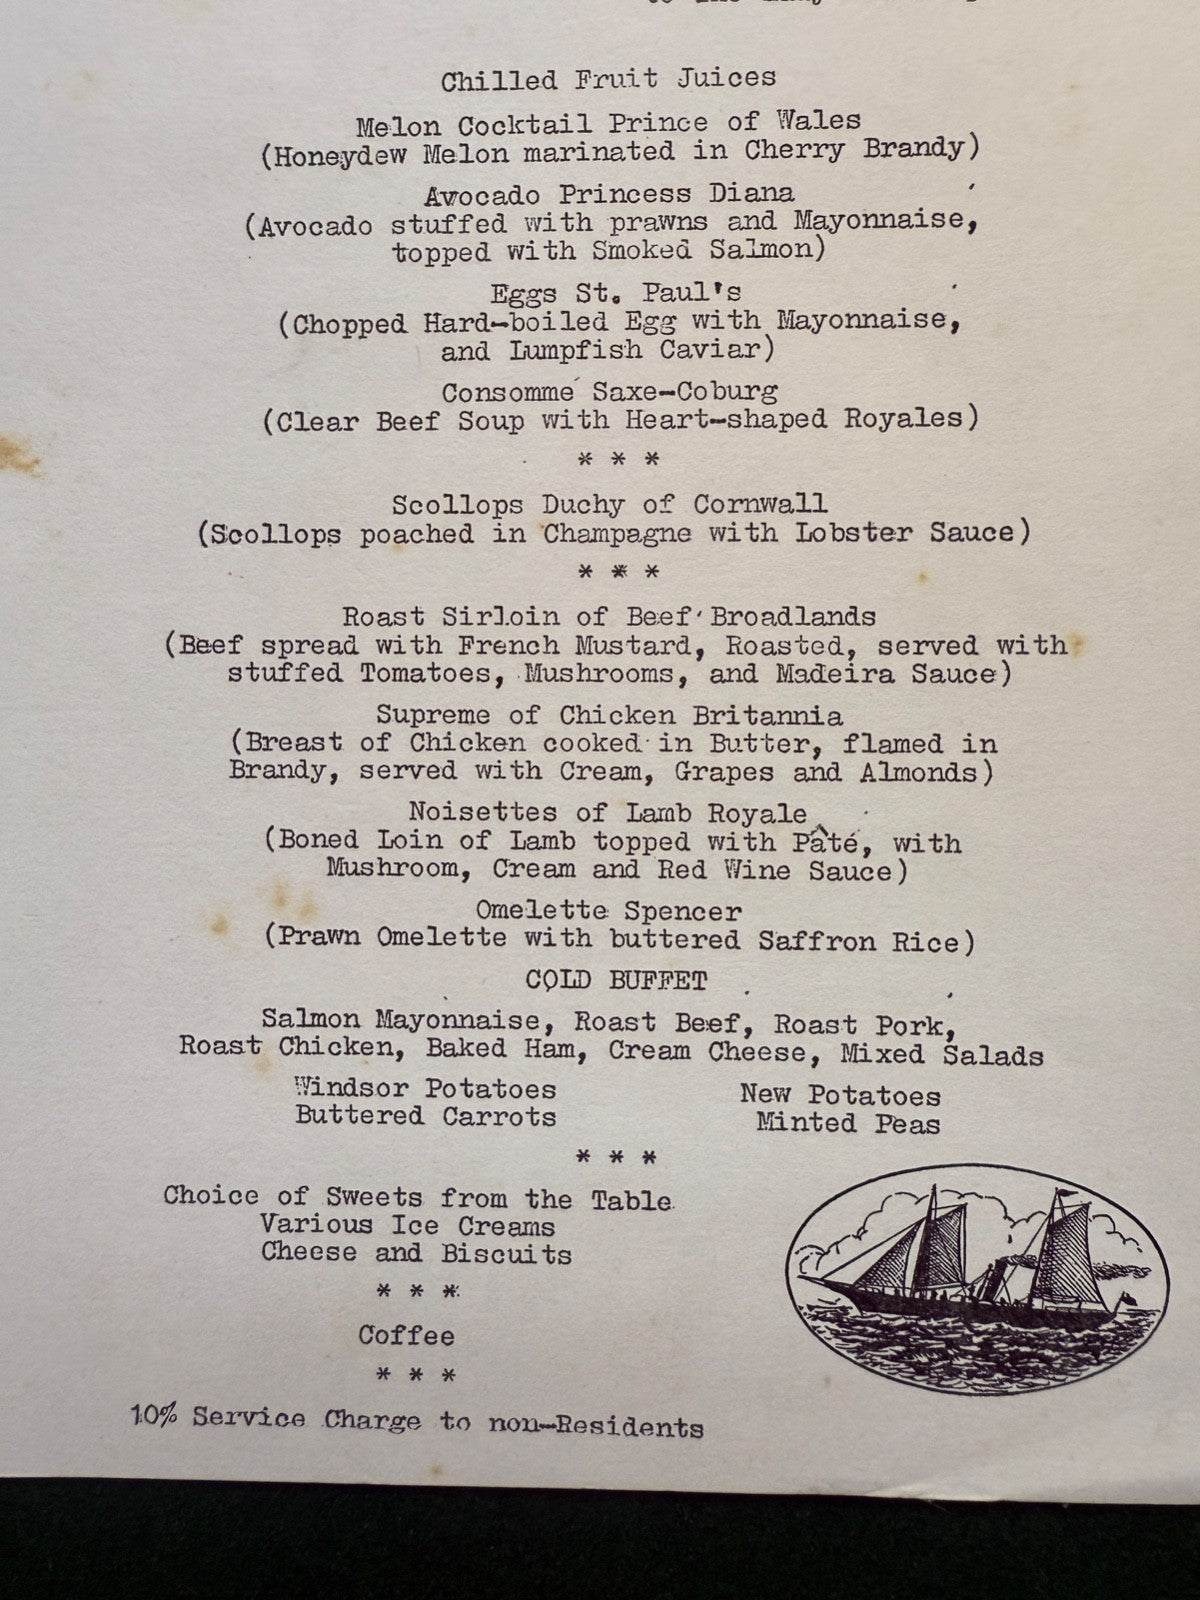 to the
Chilled Fruit Juices
Melon Cocktail Prince of Wales
(Honeydew Melon marinated in Cherry Brandy)
Avocado Princess Diana
(Avocado stuffed with prawns and Mayonnaise,
topped with Smoked Salmon)
Eggs St. Paul's
(Chopped Hard-boiled Egg with Mayonnaise,
and Lumpfish Caviar)
Consommé Saxe-Coburg
(Clear Beef Soup with Heart-shaped Royales)
* * *
Scollops Duchy of Cornwall
(Scollops poached in Champagne with Lobster Sauce)
* * *
Roast Sirloin of Beef Broadlands
(Beef spread with French Mustard, Roasted, served with
stuffed Tomatoes, Mushrooms, and Madeira Sauce)
Supreme of Chicken Britannia
(Breast of Chicken cooked in Butter, flamed in
Brandy, served with Cream, Grapes and Almonds)
Noisettes of Lamb Royale
(Boned Loin of Lamb topped with Pâté, with
Mushroom, Cream and Red Wine Sauce)
Omelette Spencer
(Prawn Omelette with buttered Saffron Rice)
COLD BUFFET
Salmon Mayonnaise, Roast Beef, Roast Pork,
Roast Chicken, Baked Ham, Cream Cheese, Mixed Salads
Windsor Potatoes New Potatoes
Buttered Carrots Minted Peas
* * *
Choice of Sweets from the Table
Various Ice Creams
Cheese and Biscuits
* * *
Coffee
* * *
10% Service Charge to non-Residents